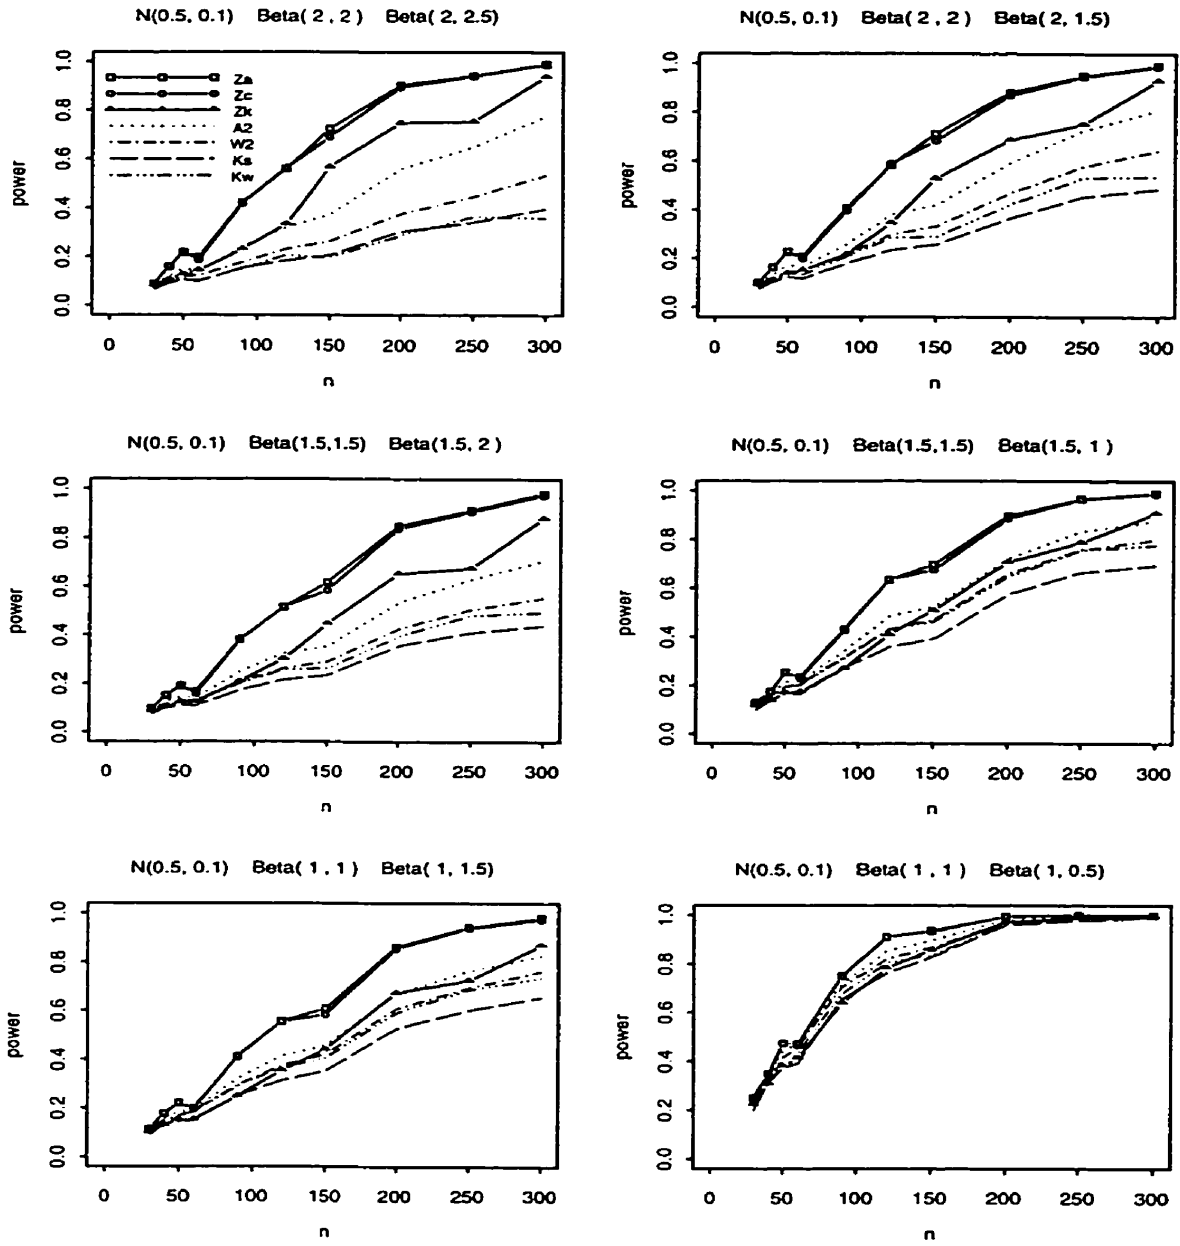 N(0.5, 0.1) Beta( 2 , 2 ) Beta( 2, 2.5)
power
1.0
0.8
0.6
0.4
0.2
0.0
Za
Zc
Zk
A2
W2
Ks
Kw
0 50 100 150 200 250 300
n
N(0.5, 0.1) Beta( 2 , 2 ) Beta( 2, 1.5)
power
1.0
0.8
0.6
0.4
0.2
0.0
0 50 100 150 200 250 300
n
N(0.5, 0.1) Beta(1.5,1.5) Beta(1.5, 2 )
power
1.0
0.8
0.6
0.4
0.2
0.0
0 50 100 150 200 250 300
n
N(0.5, 0.1) Beta(1.5,1.5) Beta(1.5, 1 )
power
1.0
0.8
0.6
0.4
0.2
0.0
0 50 100 150 200 250 300
n
N(0.5, 0.1) Beta( 1 , 1 ) Beta( 1, 1.5)
power
1.0
0.8
0.6
0.4
0.2
0.0
0 50 100 150 200 250 300
n
N(0.5, 0.1) Beta( 1 , 1 ) Beta( 1, 0.5)
power
1.0
0.8
0.6
0.4
0.2
0.0
0 50 100 150 200 250 300
n